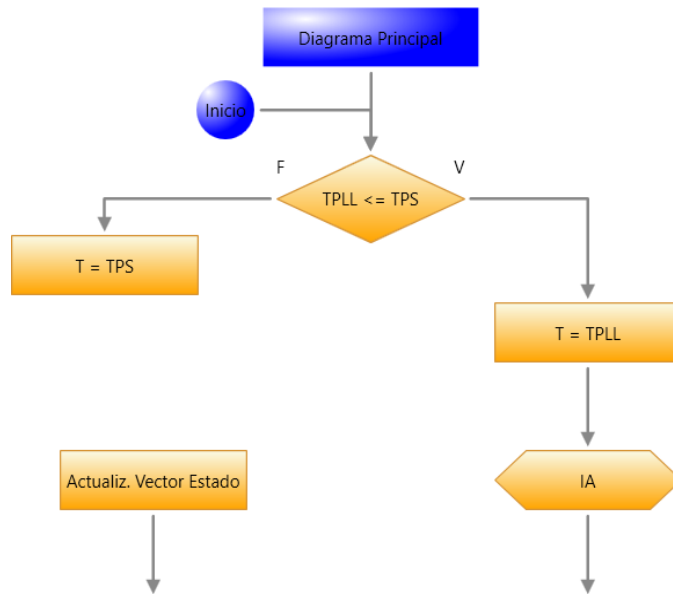 Diagrama Principal
Inicio
F
V
TPLL <= TPS
T = TPS
T = TPLL
Actualiz. Vector Estado
IA